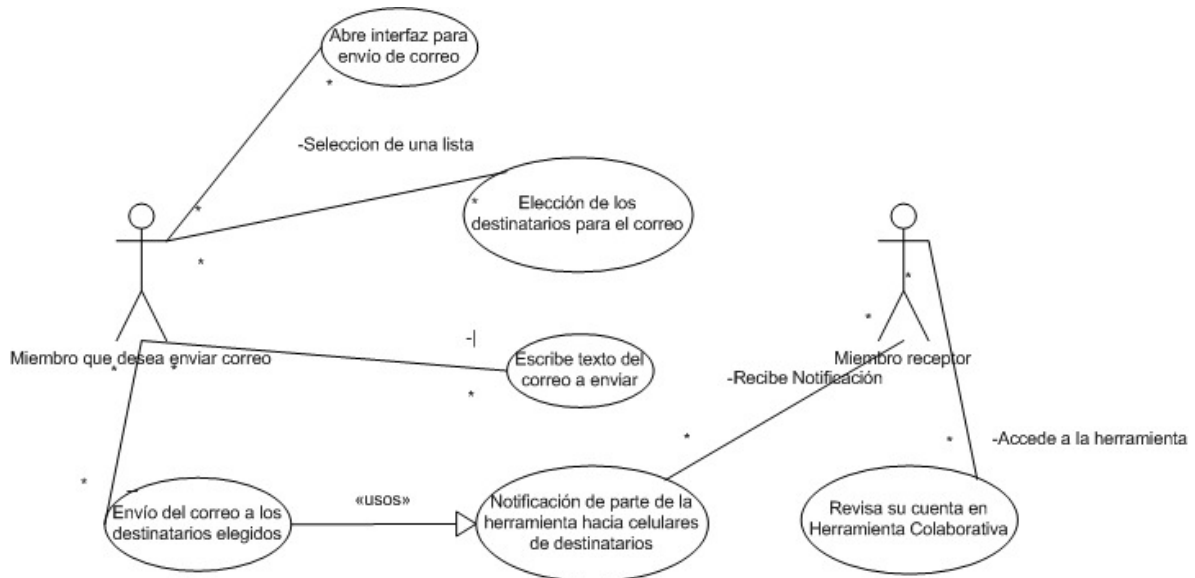 Abre interfaz para
envío de correo
*
-Seleccion de una lista
*
*
*
Elección de los
destinatarios para el correo
*
*
Miembro que desea enviar correo
*
*
-|
Escribe texto del
correo a enviar
*
Miembro receptor
-Recibe Notificación
*
*
-Accede a la herramienta
*
Envío del correo a los
destinatarios elegidos
«usos»
Notificación de parte de la
herramienta hacia celulares
de destinatarios
Revisa su cuenta en
Herramienta Colaborativa